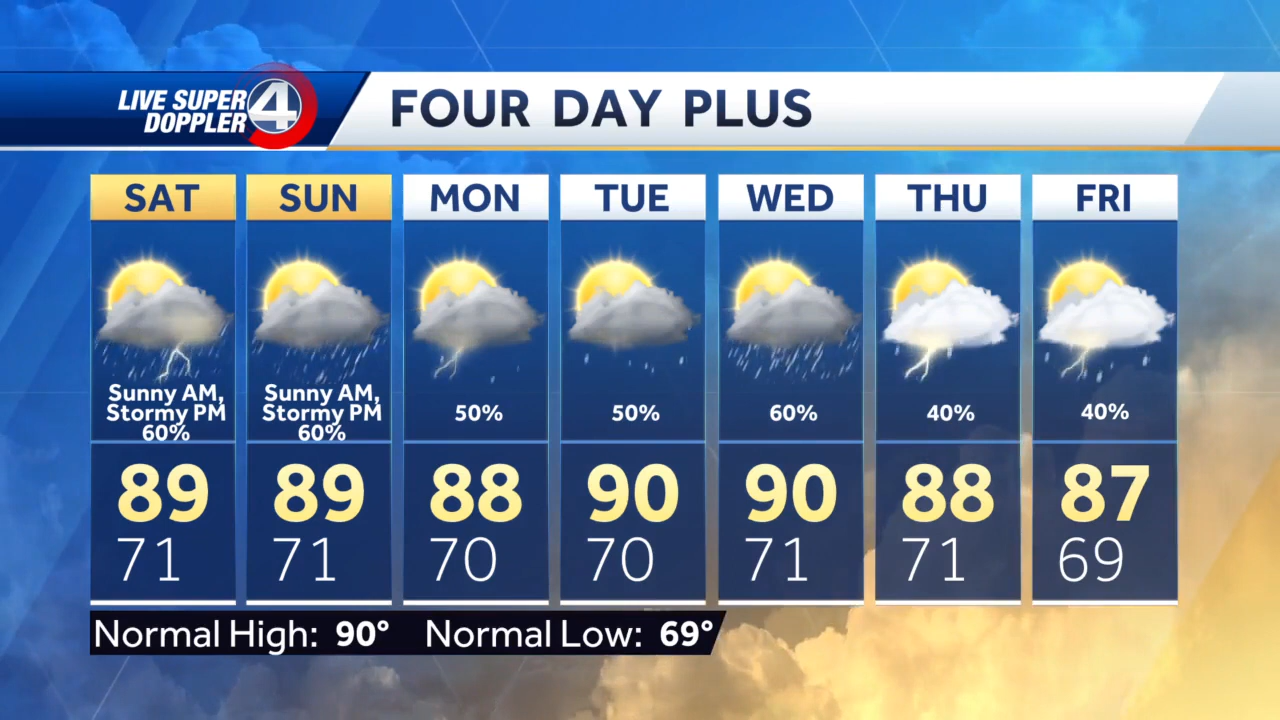 LIVE SUPER
DOPPLER 4
FOUR DAY PLUS
SAT SUN MON TUE WED THU FRI
Sunny AM, Sunny AM,
Stormy PM Stormy PM
60% 60% 50% 50% 60% 40% 40%
89 89 88 90 90 88 87
71 71 70 70 71 71 69
Normal High: 90° Normal Low: 69°